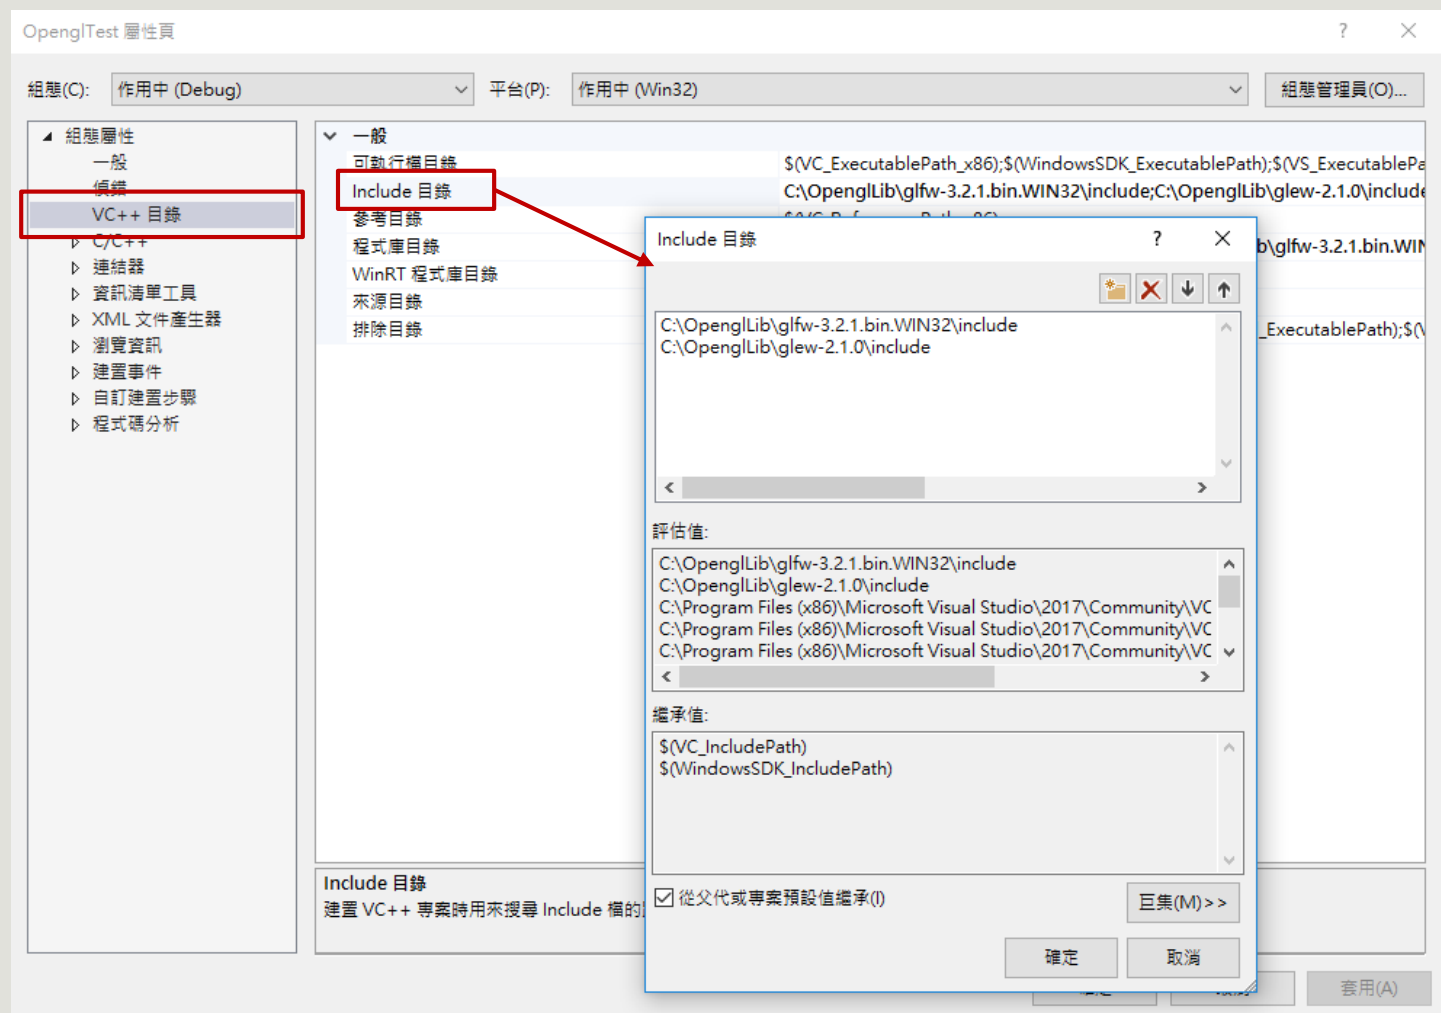 OpenglTest 屬性頁
組態(C):
作用中 (Debug)
平台(P):
作用中 (Win32)
組態管理員(O)...
組態屬性
一般
偵錯
VC++ 目錄
C/C++
連結器
資訊清單工具
XML 文件產生器
瀏覽資訊
建置事件
自訂建置步驟
程式碼分析
一般
可執行檔目錄
$(VC_ExecutablePath_x86);$(WindowsSDK_ExecutablePath);$(VS_ExecutablePa
Include 目錄
C:\OpenglLib\glfw-3.2.1.bin.WIN32\include;C:\OpenglLib\glew-2.1.0\include
參考目錄
程式庫目錄
b\glfw-3.2.1.bin.WIN
WinRT 程式庫目錄
來源目錄
排除目錄
_ExecutablePath);$(\
Include 目錄
建置 VC++ 專案時用來搜尋 Include 檔的
Include 目錄
C:\OpenglLib\glfw-3.2.1.bin.WIN32\include
C:\OpenglLib\glew-2.1.0\include
評估值:
C:\OpenglLib\glfw-3.2.1.bin.WIN32\include
C:\OpenglLib\glew-2.1.0\include
C:\Program Files (x86)\Microsoft Visual Studio\2017\Community\VC
C:\Program Files (x86)\Microsoft Visual Studio\2017\Community\VC
C:\Program Files (x86)\Microsoft Visual Studio\2017\Community\VC
繼承值:
$(VC_IncludePath)
$(WindowsSDK_IncludePath)
從父代或專案預設值繼承(I)
巨集(M)>>
確定
取消
套用(A)